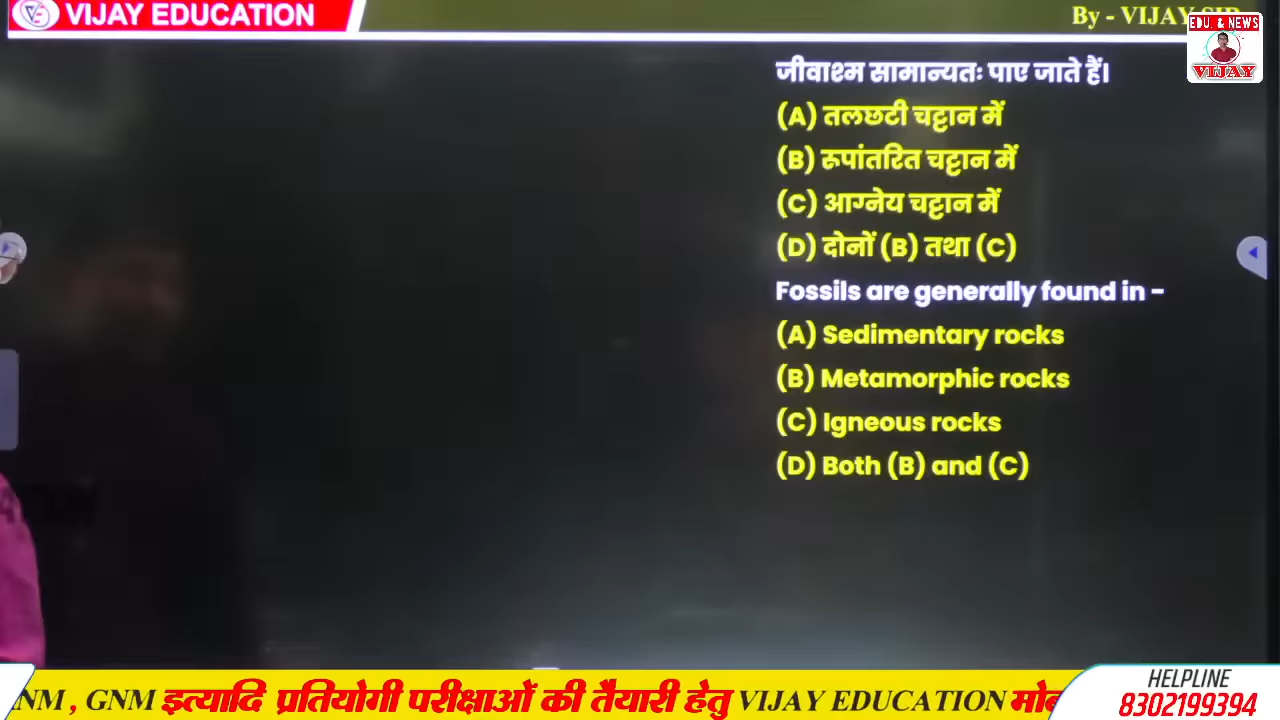 VIJAY EDUCATION
By - VIJAY SIR
EDU. & NEWS
VIJAY
जीवाश्म सामान्यतः पाए जाते हैं।
(A) तलछटी चट्टान में
(B) रूपांतरित चट्टान में
(C) आग्नेय चट्टान में
(D) दोनों (B) तथा (C)
Fossils are generally found in -
(A) Sedimentary rocks
(B) Metamorphic rocks
(C) Igneous rocks
(D) Both (B) and (C)
NM , GNM इत्यादि प्रतियोगी परीक्षाओं की तैयारी हेतु VIJAY EDUCATION
HELPLINE
8302199394